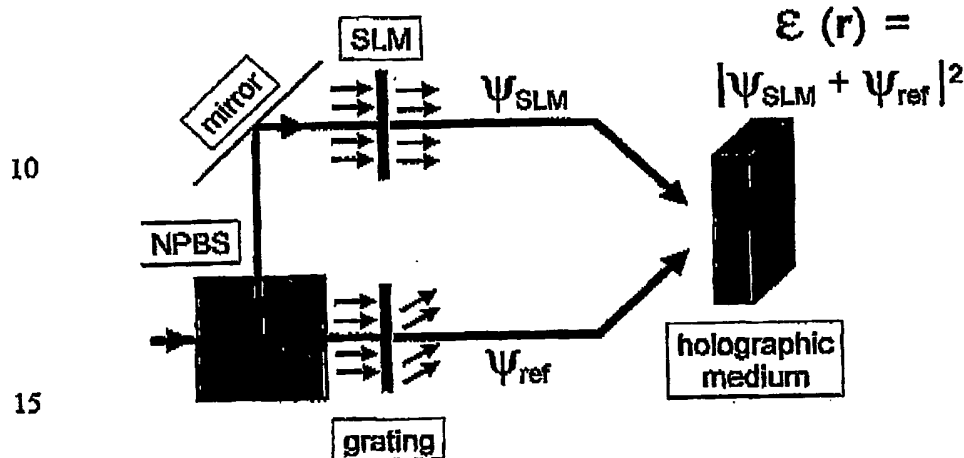 SLM
ε (r) =
|ψSLM + ψref|²
mirror
ψSLM
10
NPBS
ψref
holographic
medium
15
grating